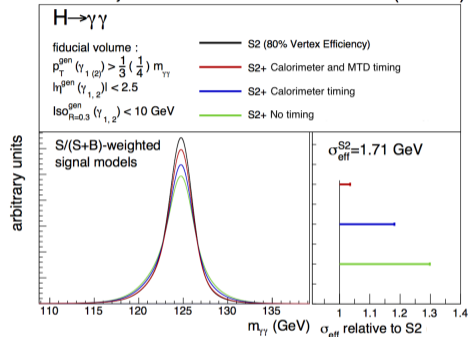 H→γγ
fiducial volume :
p_T^gen (γ_1 (2)) > 1/3 (1/4) m_γγ
|η^gen (γ_1, 2)| < 2.5
Iso_R=0.3^gen (γ_1, 2) < 10 GeV
S2 (80% Vertex Efficiency)
S2+ Calorimeter and MTD timing
S2+ Calorimeter timing
S2+ No timing
S/(S+B)-weighted
signal models
σ_eff^S2=1.71 GeV
arbitrary units
110 115 120 125 130 135
m_γγ (GeV)
1 1.1 1.2 1.3 1.4
σ_eff relative to S2